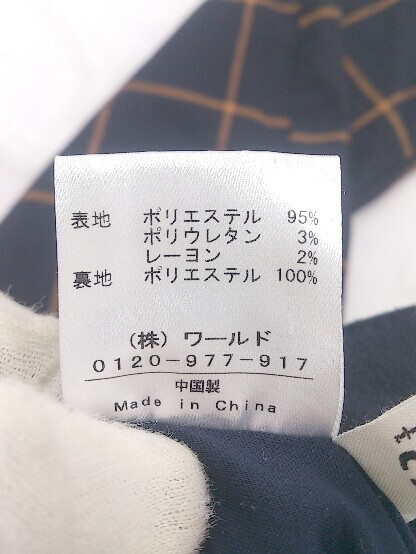 表地 ポリエステル 95%
ポリウレタン 3%
レーヨン 2%
裏地 ポリエステル 100%
(株) ワールド
0120-977-917
中国製
Made in China